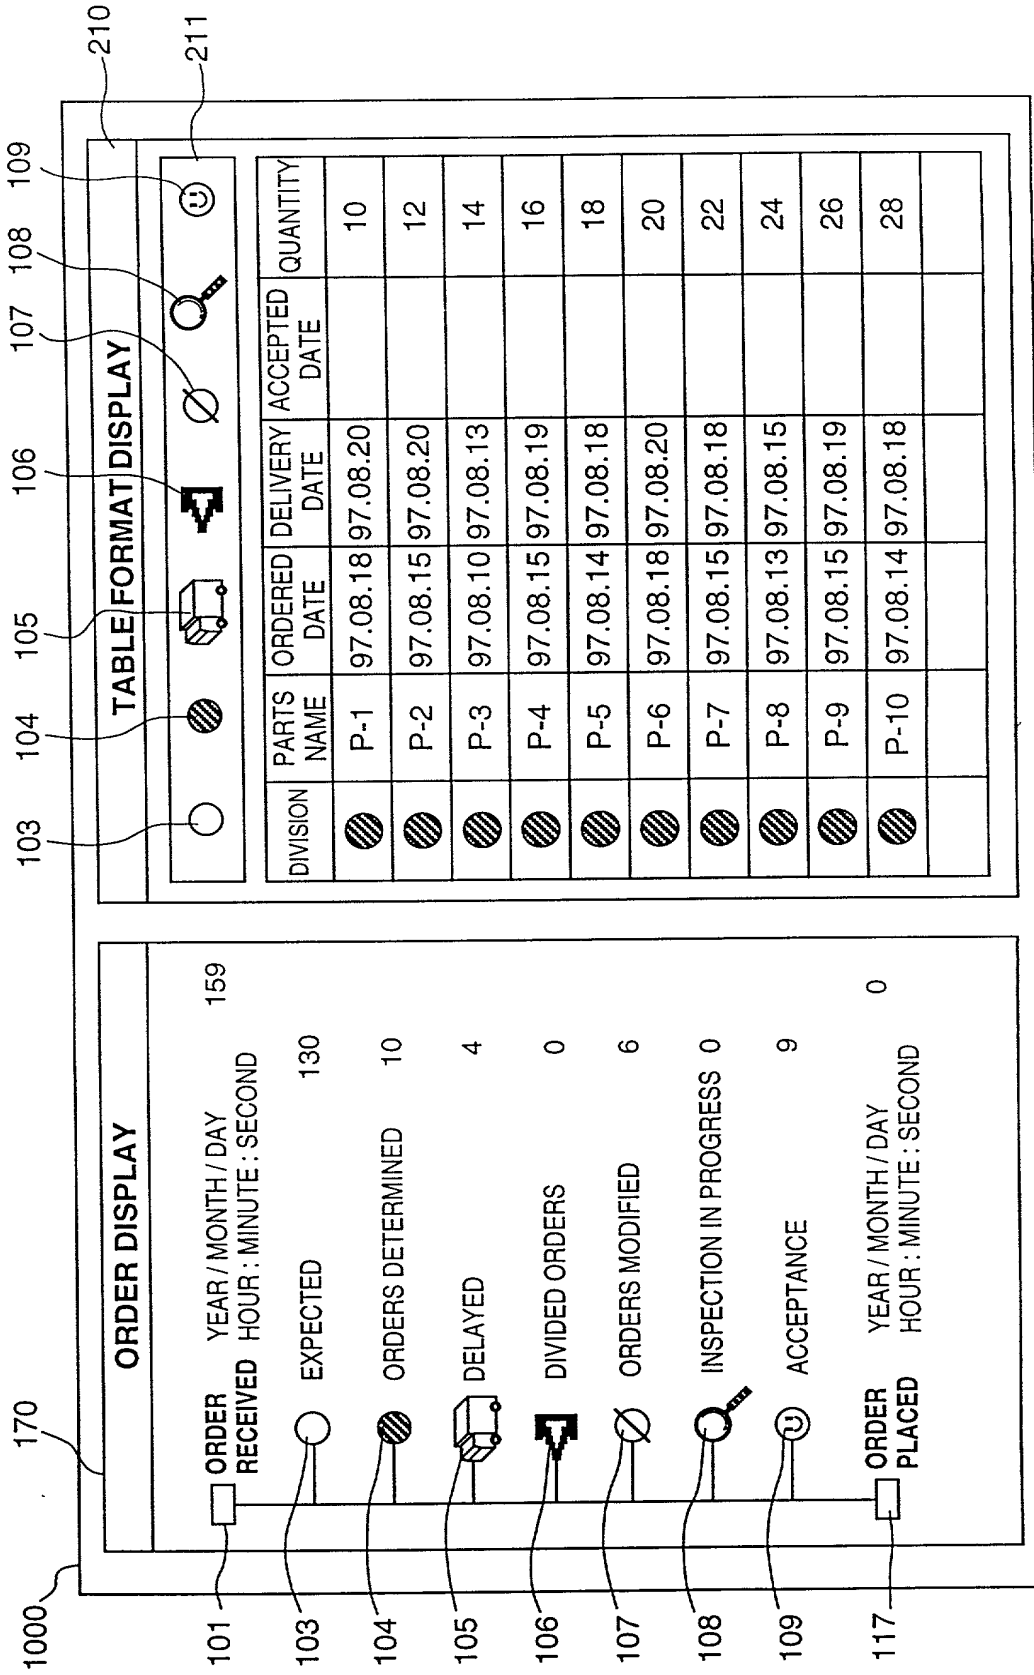 1000
170
ORDER DISPLAY
101
ORDER RECEIVED YEAR / MONTH / DAY HOUR : MINUTE : SECOND 159
103 EXPECTED 130
104 ORDERS DETERMINED 10
105 DELAYED 4
106 DIVIDED ORDERS 0
107 ORDERS MODIFIED 6
108 INSPECTION IN PROGRESS 0
109 ACCEPTANCE 9
117
ORDER PLACED YEAR / MONTH / DAY HOUR : MINUTE : SECOND 0
103 104 105 106 107 108 109
210
211
TABLE FORMAT DISPLAY
DIVISION PARTS NAME ORDERED DATE DELIVERY DATE ACCEPTED DATE QUANTITY
P-1 97.08.18 97.08.20 10
P-2 97.08.15 97.08.20 12
P-3 97.08.10 97.08.13 14
P-4 97.08.15 97.08.19 16
P-5 97.08.14 97.08.18 18
P-6 97.08.18 97.08.20 20
P-7 97.08.15 97.08.18 22
P-8 97.08.13 97.08.15 24
P-9 97.08.15 97.08.19 26
P-10 97.08.14 97.08.18 28